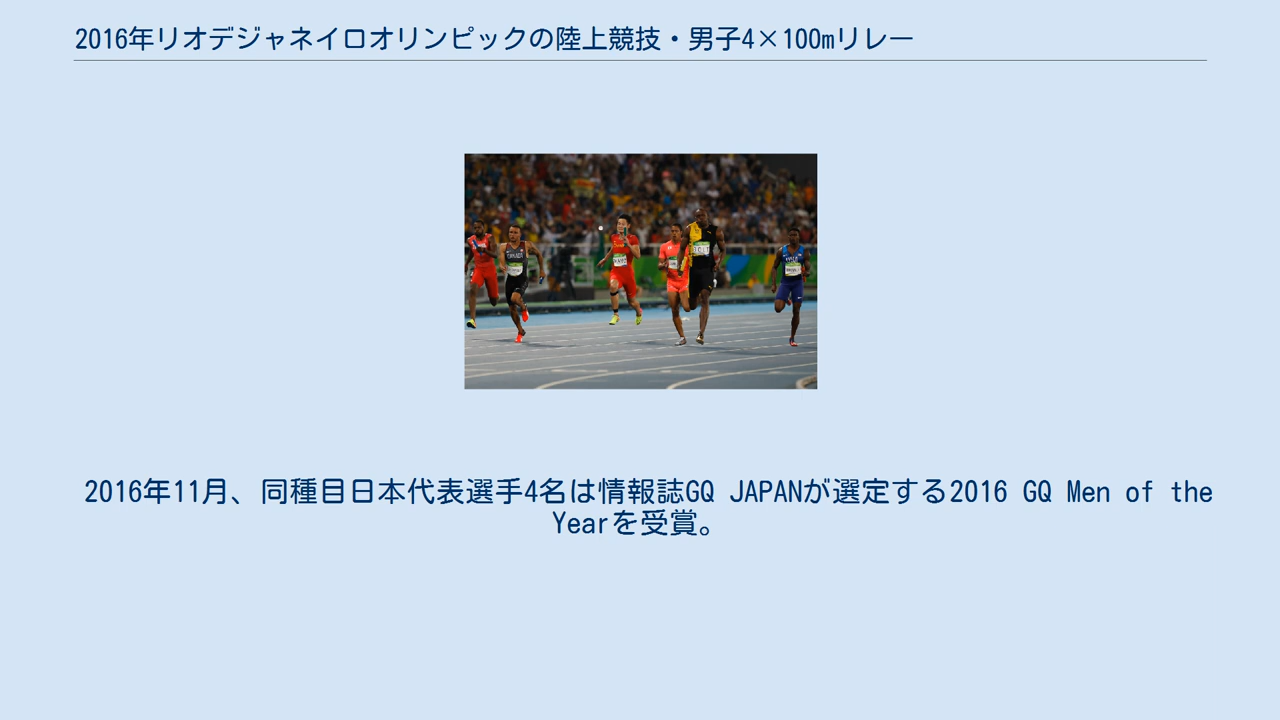 2016年リオデジャネイロオリンピックの陸上競技・男子4×100mリレー
2016年11月、同種目日本代表選手4名は情報誌GQ JAPANが選定する2016 GQ Men of the
Yearを受賞。